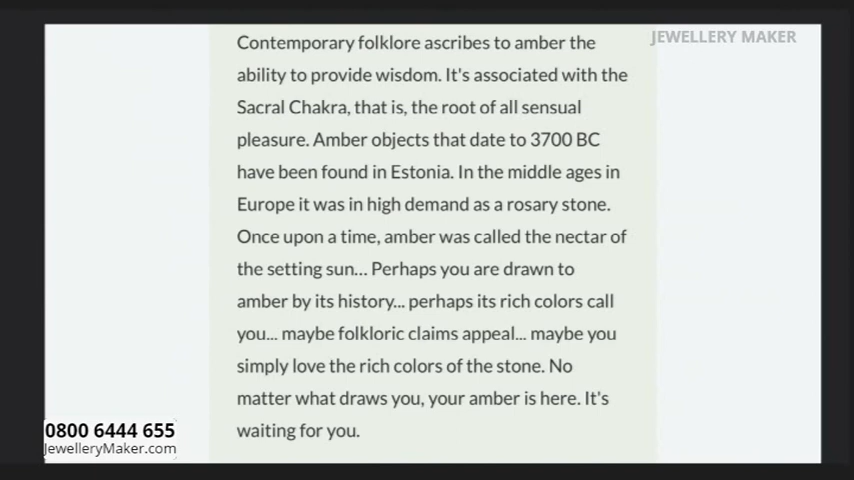 JEWELLERY MAKER
Contemporary folklore ascribes to amber the
ability to provide wisdom. It's associated with the
Sacral Chakra, that is, the root of all sensual
pleasure. Amber objects that date to 3700 BC
have been found in Estonia. In the middle ages in
Europe it was in high demand as a rosary stone.
Once upon a time, amber was called the nectar of
the setting sun... Perhaps you are drawn to
amber by its history... perhaps its rich colors call
you... maybe folkloric claims appeal... maybe you
simply love the rich colors of the stone. No
matter what draws you, your amber is here. It's
waiting for you.
0800 6444 655
JewelleryMaker.com